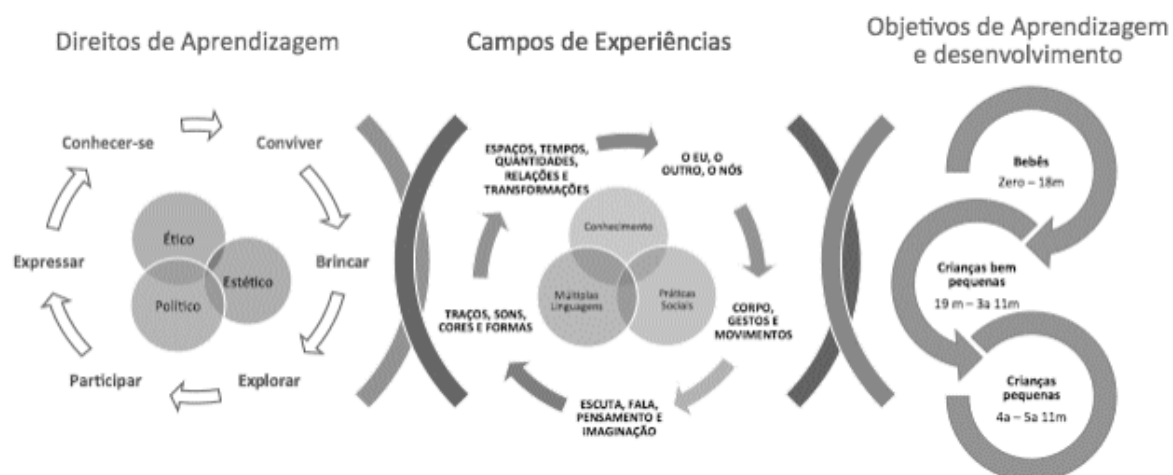 Direitos de Aprendizagem
Conhecer-se
Conviver
Brincar
Explorar
Participar
Expressar
Ético
Estético
Político
Campos de Experiências
ESPAÇOS, TEMPOS,
QUANTIDADES,
RELAÇÕES E
TRANSFORMAÇÕES
O EU, O
OUTRO, O NÓS
CORPO,
GESTOS E
MOVIMENTOS
ESCUTA, FALA,
PENSAMENTO E
IMAGINAÇÃO
TRAÇOS, SONS,
CORES E FORMAS
Conhecimento
Múltiplas
Linguagens
Práticas
Sociais
Objetivos de Aprendizagem
e desenvolvimento
Bebês
Zero – 18m
Crianças bem
pequenas
19 m – 3a 11m
Crianças
pequenas
4a – 5a 11m